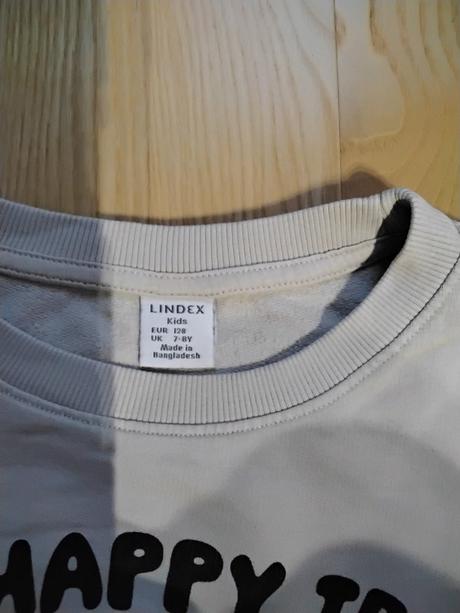 LINDEX
Kids
EUR 128
UK 7-8Y
Made in
Bangladesh
HAPPY